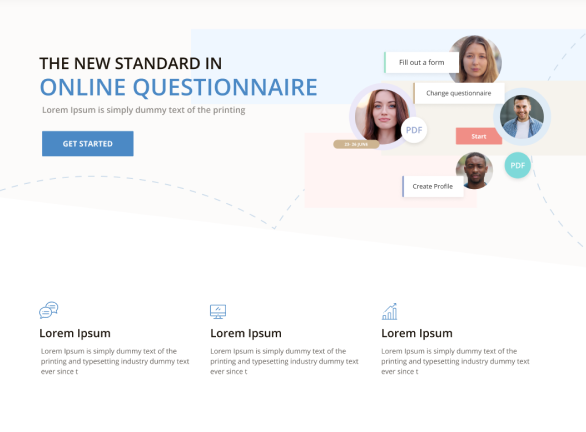 THE NEW STANDARD IN
ONLINE QUESTIONNAIRE
Lorem Ipsum is simply dummy text of the printing
GET STARTED
Fill out a form
Change questionnaire
PDF
Start
PDF
Create Profile
Lorem Ipsum
Lorem Ipsum is simply dummy text of the
printing and typesetting industry dummy text
ever since t
Lorem Ipsum
Lorem Ipsum is simply dummy text of the
printing and typesetting industry dummy text
ever since t
Lorem Ipsum
Lorem Ipsum is simply dummy text of the
printing and typesetting industry dummy text
ever since t